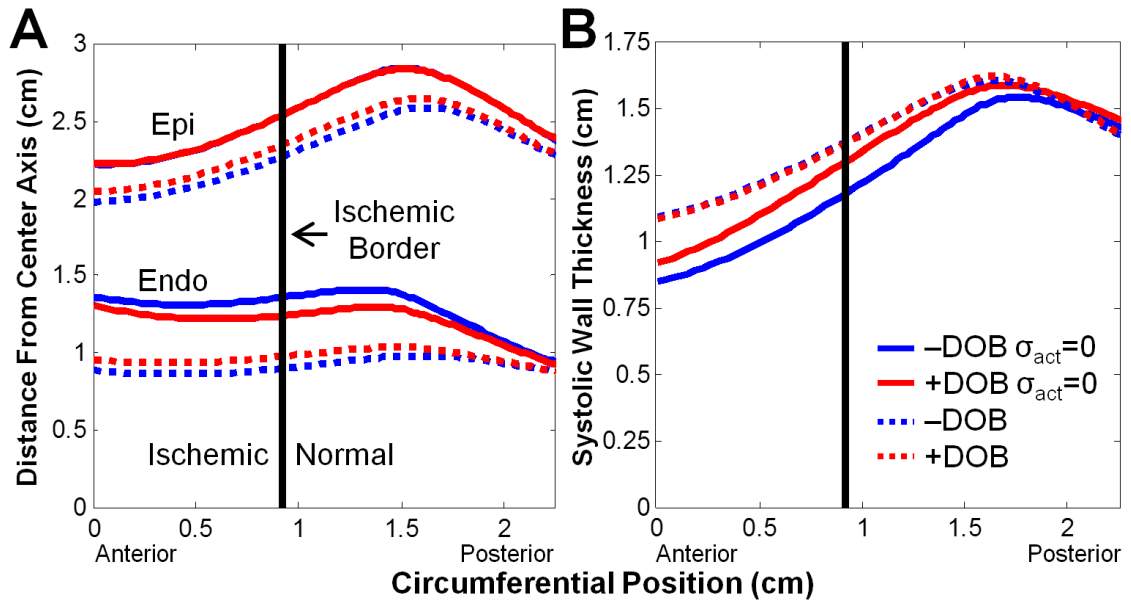 A
Distance From Center Axis (cm)
3
2.5
2
1.5
1
0.5
0
Epi
Ischemic
Border
Endo
Ischemic
Normal
0
0.5
1
1.5
2
Anterior
Posterior
B
Systolic Wall Thickness (cm)
1.75
1.5
1.25
1
0.75
0.5
0.25
0
–DOB σact=0
+DOB σact=0
–DOB
+DOB
0
0.5
1
1.5
2
Anterior
Posterior
Circumferential Position (cm)